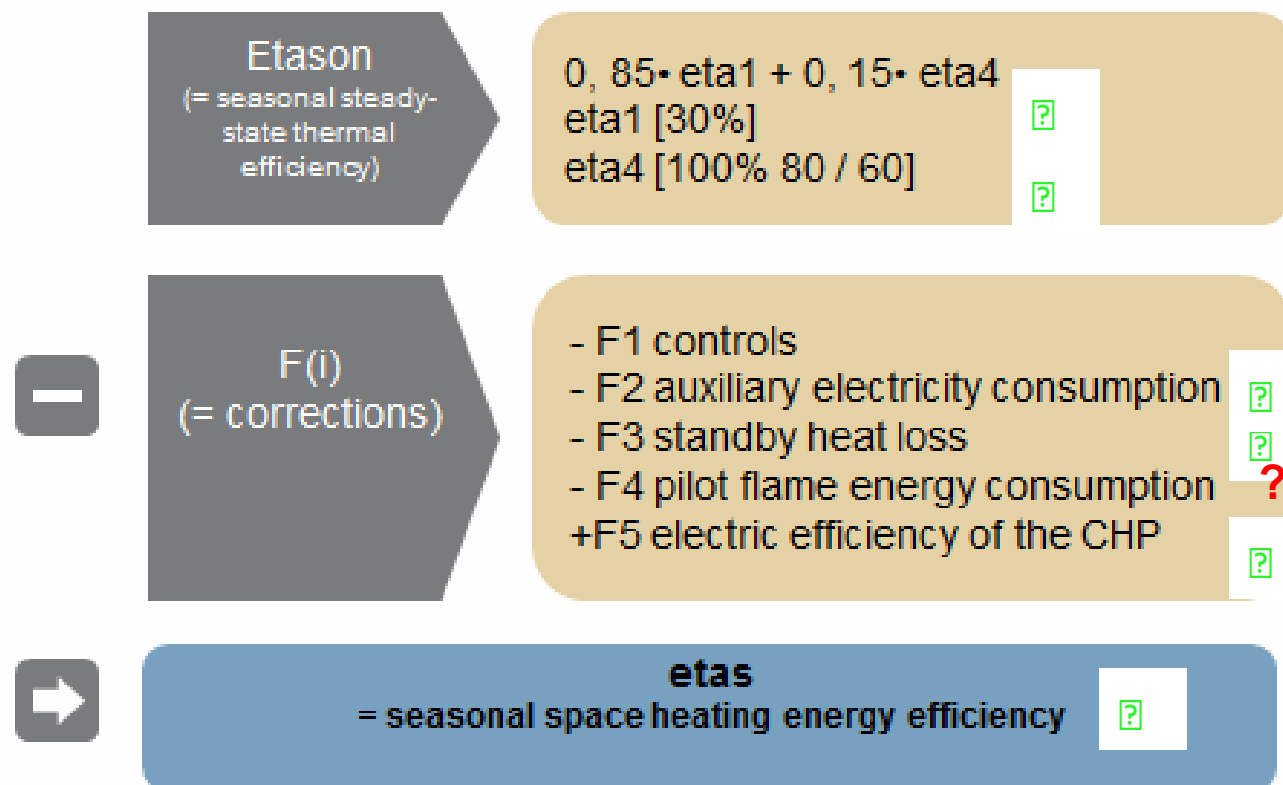 Etason
(= seasonal steady-
state thermal
efficiency)
0, 85• eta1 + 0, 15• eta4
eta1 [30%]
eta4 [100% 80 / 60]
?
?
F(i)
(= corrections)
- F1 controls
- F2 auxiliary electricity consumption ?
- F3 standby heat loss ?
- F4 pilot flame energy consumption ?
+F5 electric efficiency of the CHP
?
etas
= seasonal space heating energy efficiency ?